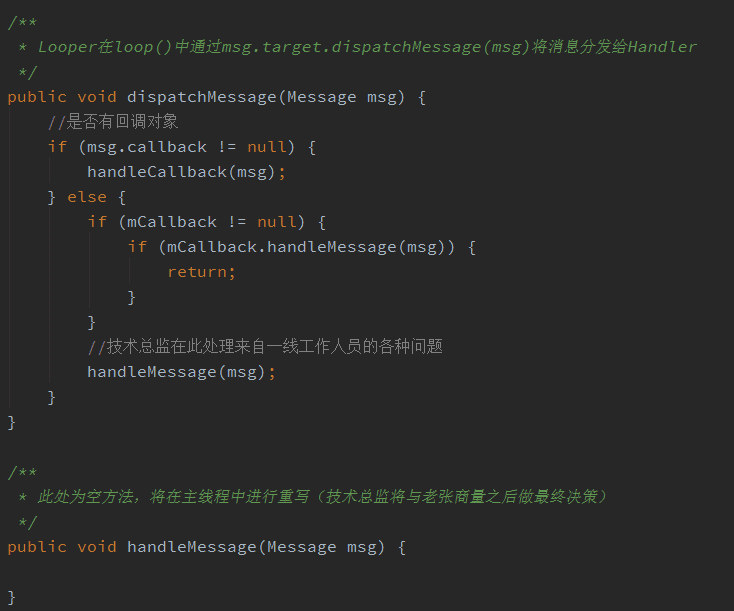 /**
 * Looper在loop()中通过msg.target.dispatchMessage(msg)将消息分发给Handler
 */
public void dispatchMessage(Message msg) {
    //是否有回调对象
    if (msg.callback != null) {
        handleCallback(msg);
    } else {
        if (mCallback != null) {
            if (mCallback.handleMessage(msg)) {
                return;
            }
        }
        //技术总监在此处理来自一线工作人员的各种问题
        handleMessage(msg);
    }
}
/**
 * 此处为空方法，将在主线程中进行重写（技术总监将与老张商量之后做最终决策）
 */
public void handleMessage(Message msg) {
}